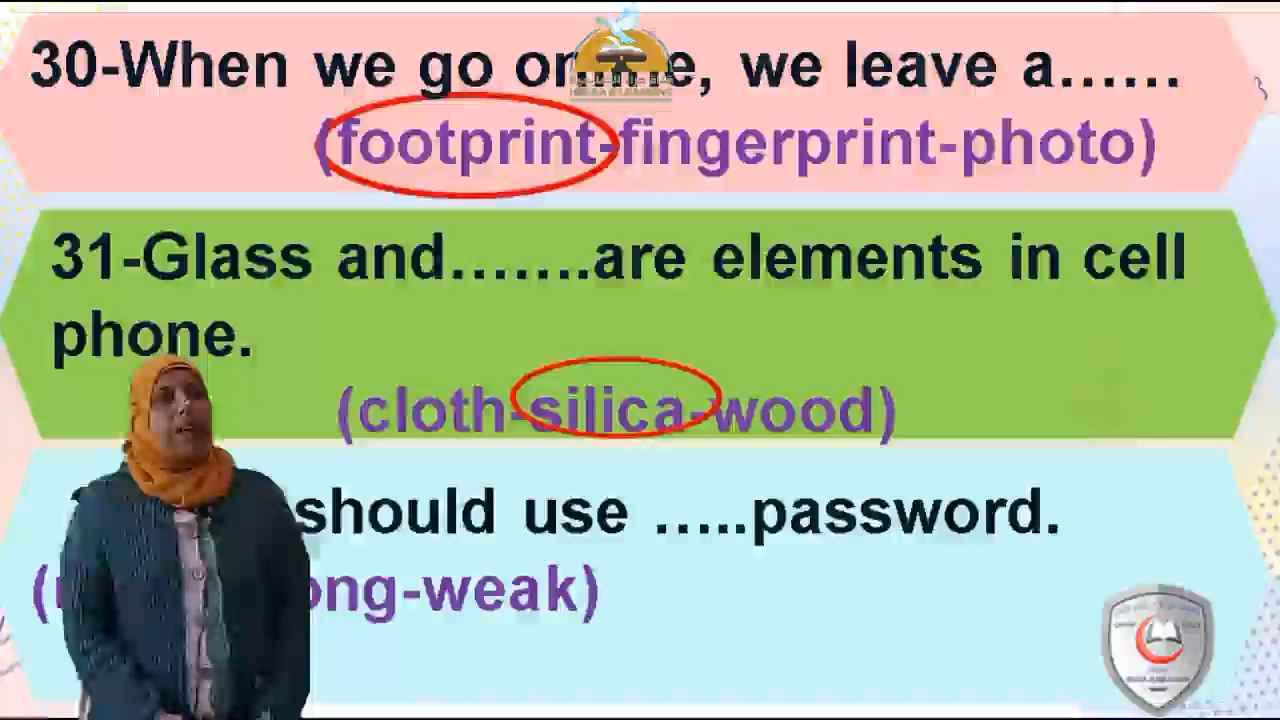 30-When we go on e, we leave a……
(footprint-fingerprint-photo)
31-Glass and…….are elements in cell
phone.
(cloth-silica-wood)
should use …..password.
ong-weak)